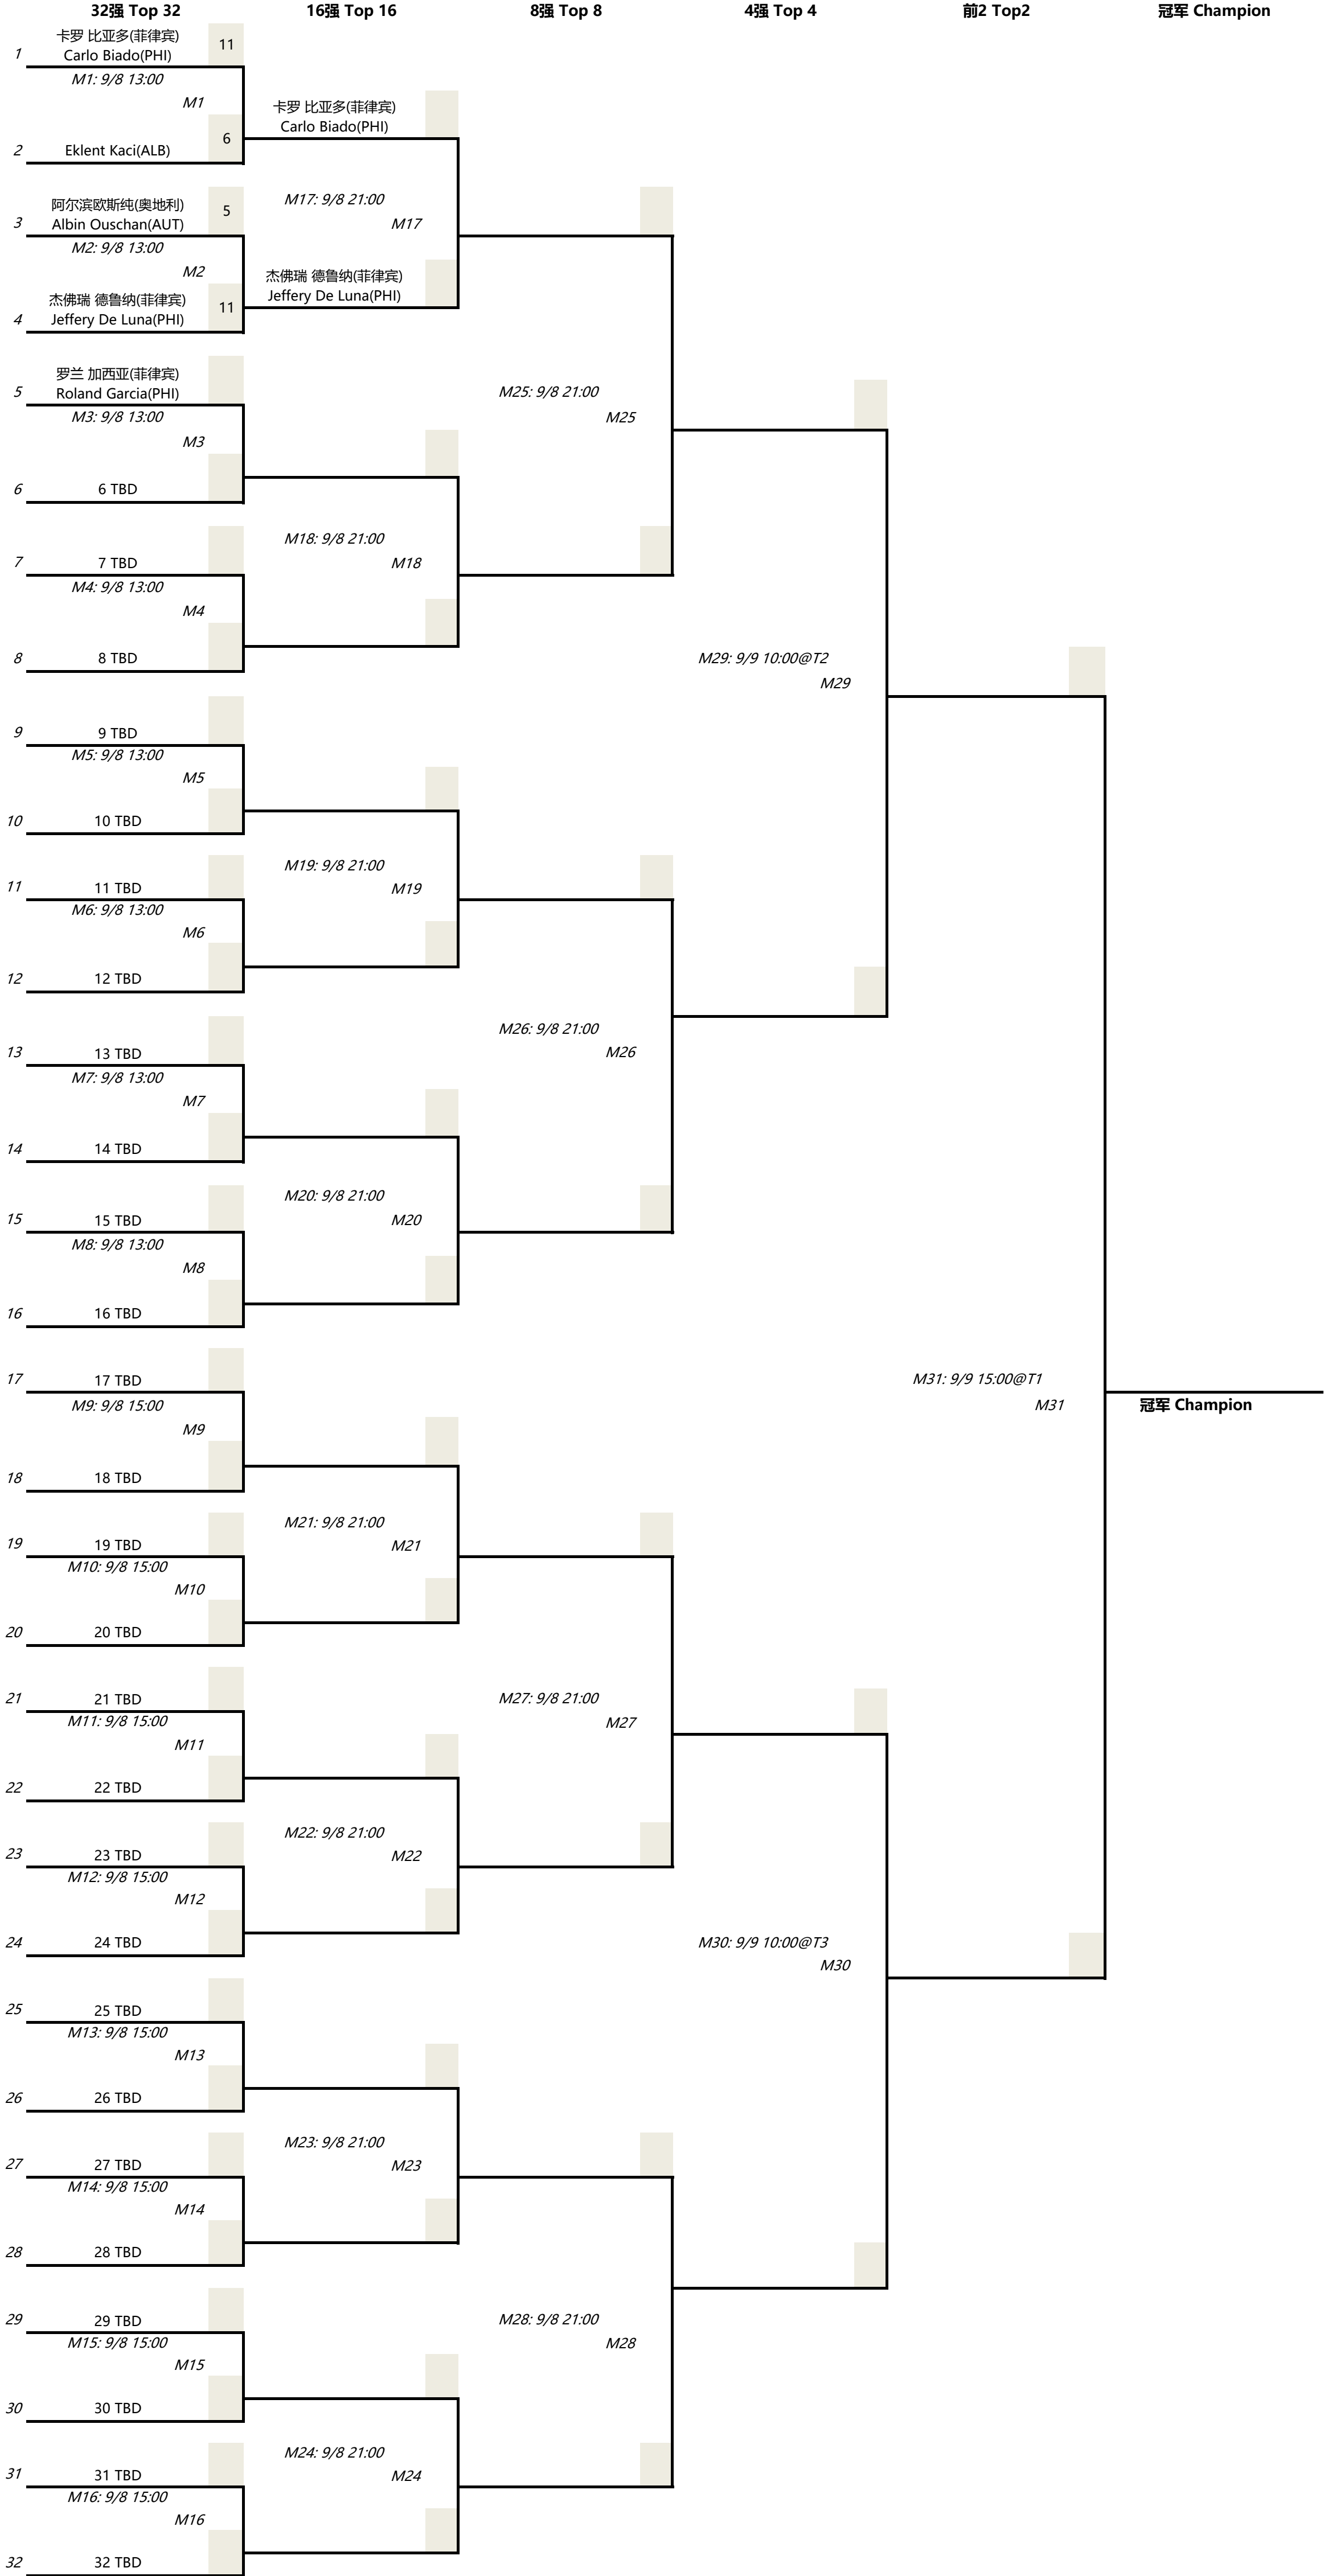 32强 Top 32
16强 Top 16
8强 Top 8
4强 Top 4
前2 Top2
冠军 Champion
卡罗 比亚多(菲律宾)
11
1
Carlo Biado(PHI)
M1: 9/8 13:00
M1
卡罗 比亚多(菲律宾)
Carlo Biado(PHI)
6
2
Eklent Kaci(ALB)
M17: 9/8 21:00
M17
阿尔滨欧斯纯(奥地利)
5
3
Albin Ouschan(AUT)
M2: 9/8 13:00
M2
杰佛瑞 德鲁纳(菲律宾)
Jeffery De Luna(PHI)
杰佛瑞 德鲁纳(菲律宾)
11
4
Jeffery De Luna(PHI)
罗兰 加西亚(菲律宾)
5
Roland Garcia(PHI)
M25: 9/8 21:00
M25
M3: 9/8 13:00
M3
6
6 TBD
M18: 9/8 21:00
M18
7
7 TBD
M4: 9/8 13:00
M4
8
8 TBD
M29: 9/9 10:00@T2
M29
9
9 TBD
M5: 9/8 13:00
M5
10
10 TBD
M19: 9/8 21:00
M19
11
11 TBD
M6: 9/8 13:00
M6
12
12 TBD
M26: 9/8 21:00
M26
13
13 TBD
M7: 9/8 13:00
M7
14
14 TBD
M20: 9/8 21:00
M20
15
15 TBD
M8: 9/8 13:00
M8
16
16 TBD
17
17 TBD
M31: 9/9 15:00@T1
M31
冠军 Champion
M9: 9/8 15:00
M9
18
18 TBD
M21: 9/8 21:00
M21
19
19 TBD
M10: 9/8 15:00
M10
20
20 TBD
21
21 TBD
M27: 9/8 21:00
M27
M11: 9/8 15:00
M11
22
22 TBD
M22: 9/8 21:00
M22
23
23 TBD
M12: 9/8 15:00
M12
24
24 TBD
M30: 9/9 10:00@T3
M30
25
25 TBD
M13: 9/8 15:00
M13
26
26 TBD
M23: 9/8 21:00
M23
27
27 TBD
M14: 9/8 15:00
M14
28
28 TBD
29
29 TBD
M28: 9/8 21:00
M28
M15: 9/8 15:00
M15
30
30 TBD
M24: 9/8 21:00
M24
31
31 TBD
M16: 9/8 15:00
M16
32
32 TBD